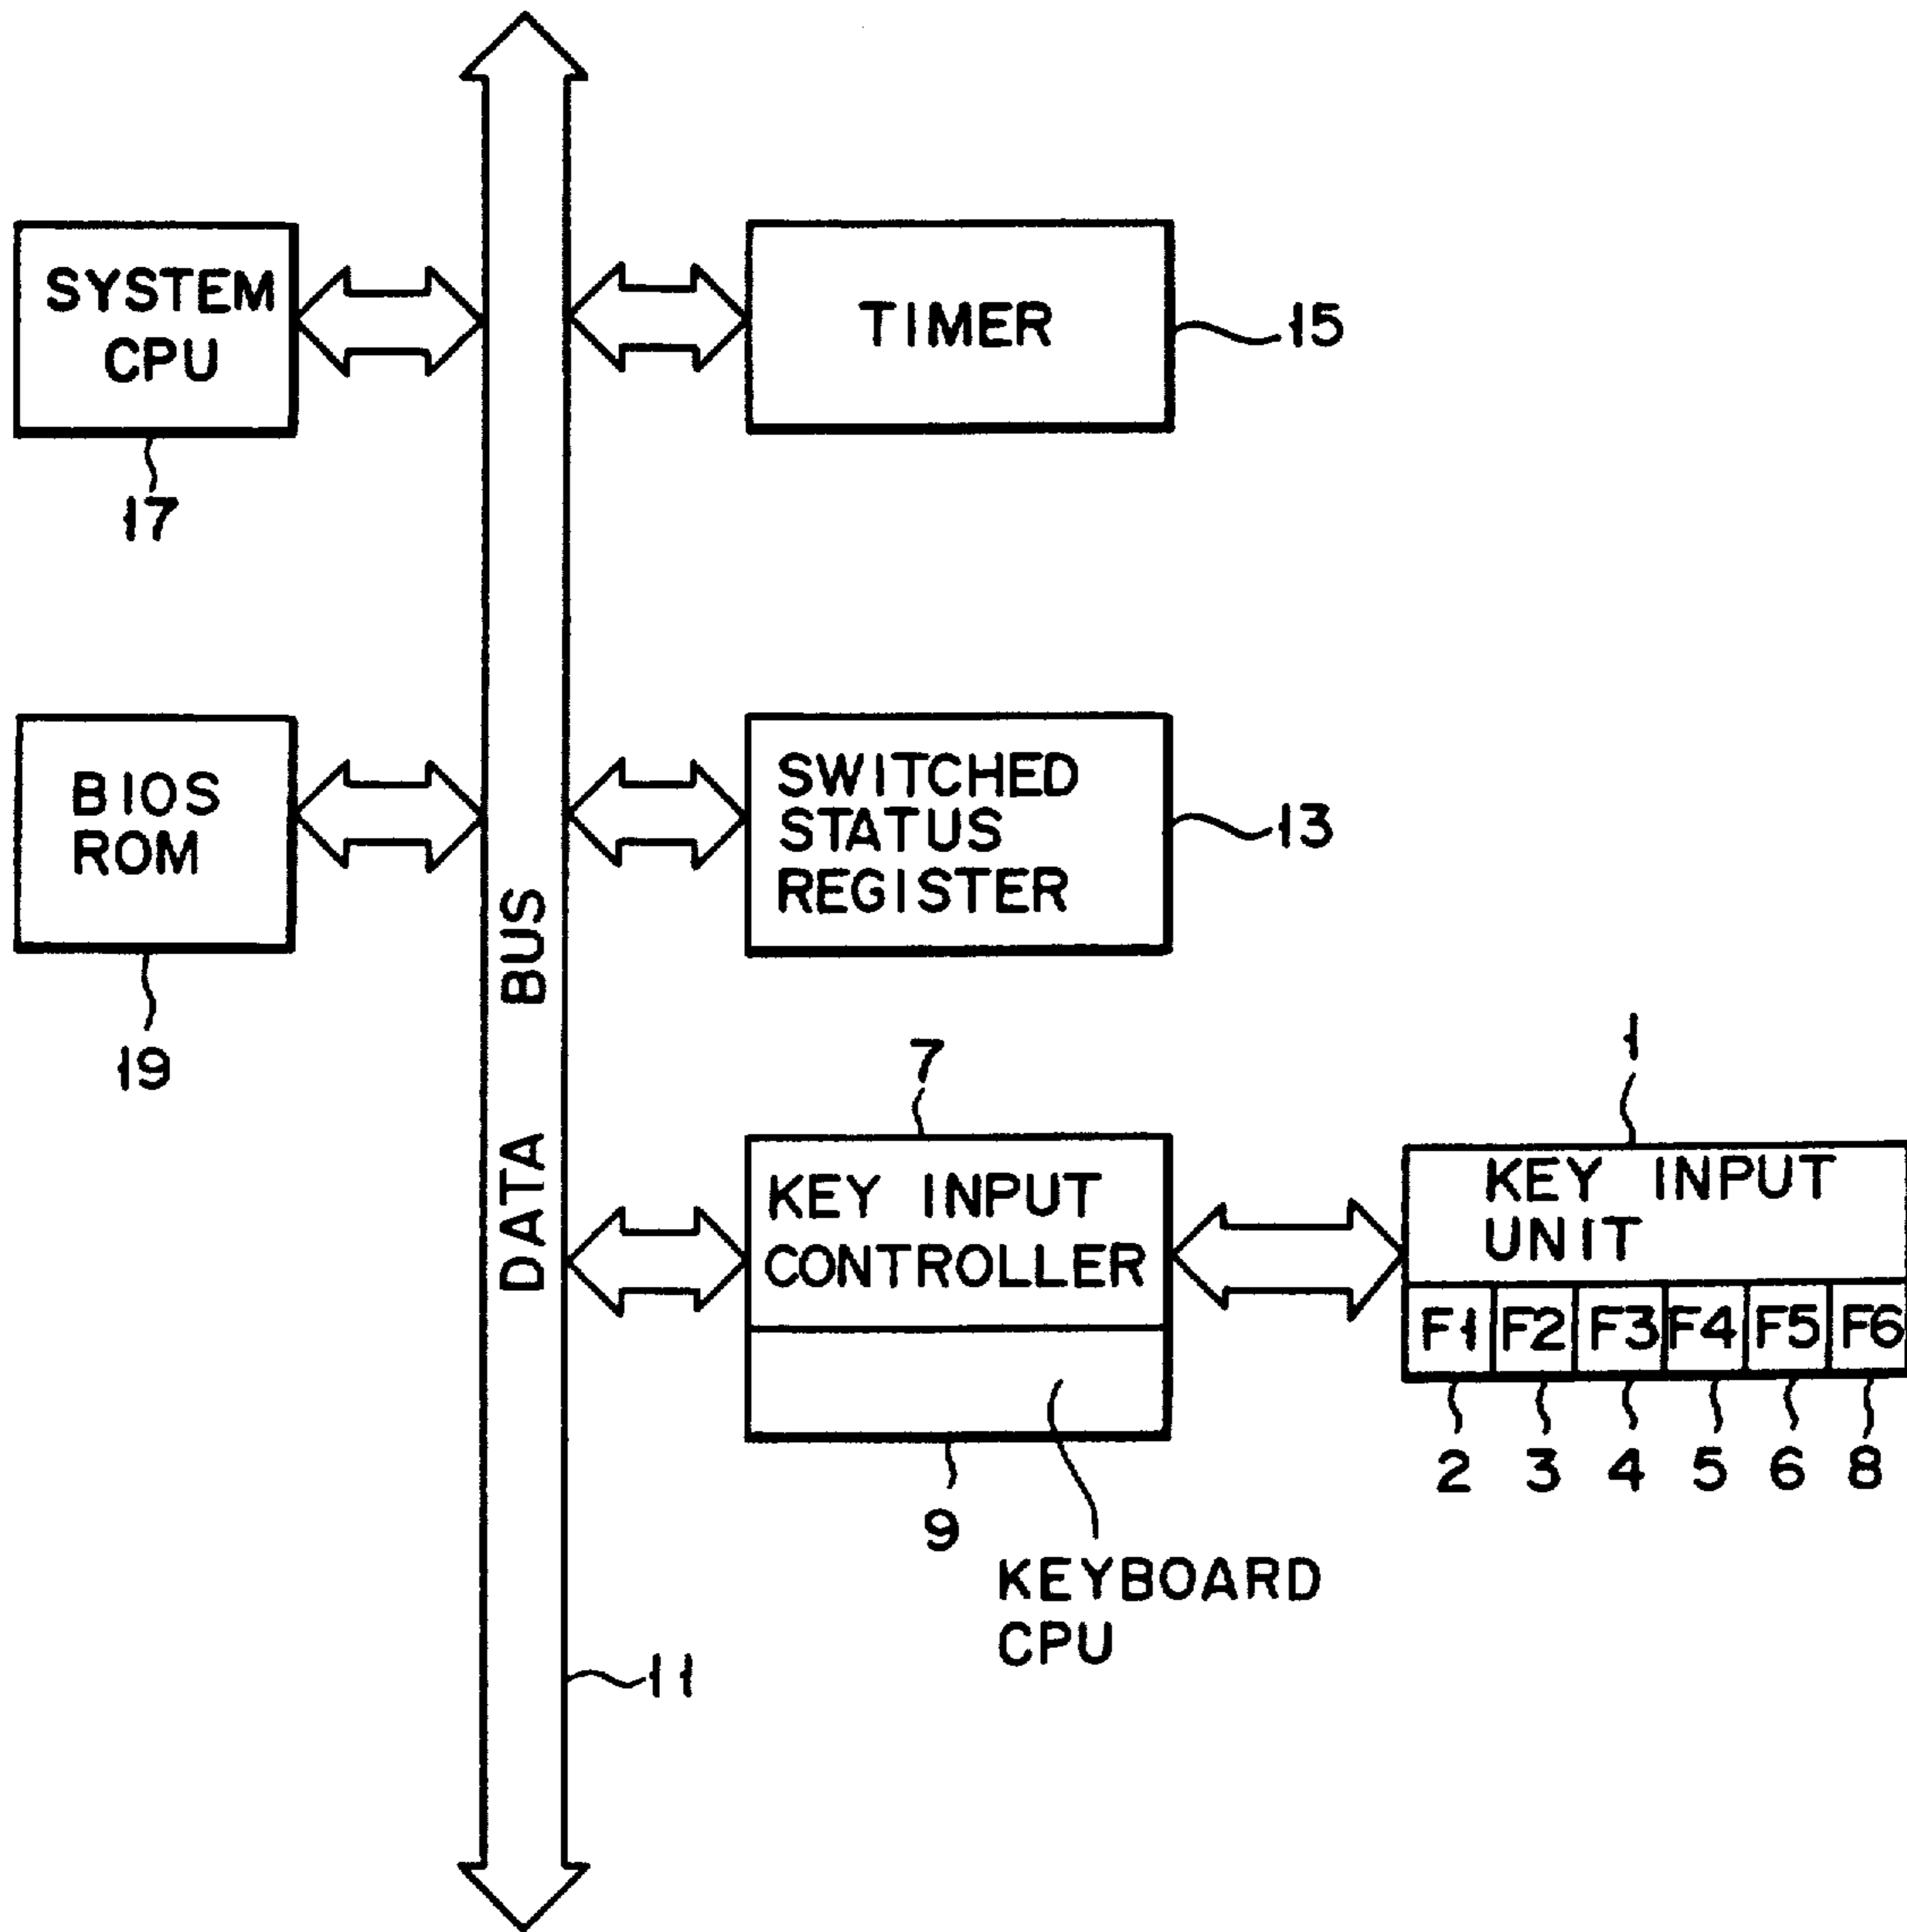 SYSTEM
CPU
17
TIMER
15
BIOS
ROM
19
SWITCHED
STATUS
REGISTER
13
DATA BUS
11
7
KEY INPUT
CONTROLLER
9
KEYBOARD
CPU
1
KEY INPUT
UNIT
F1 F2 F3 F4 F5 F6
2 3 4 5 6 8